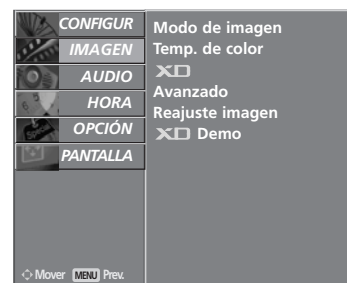 CONFIGUR
IMAGEN
AUDIO
HORA
OPCIÓN
PANTALLA
Mover MENU Prev.
Modo de imagen
Temp. de color
XD
Avanzado
Reajuste imagen
XD Demo